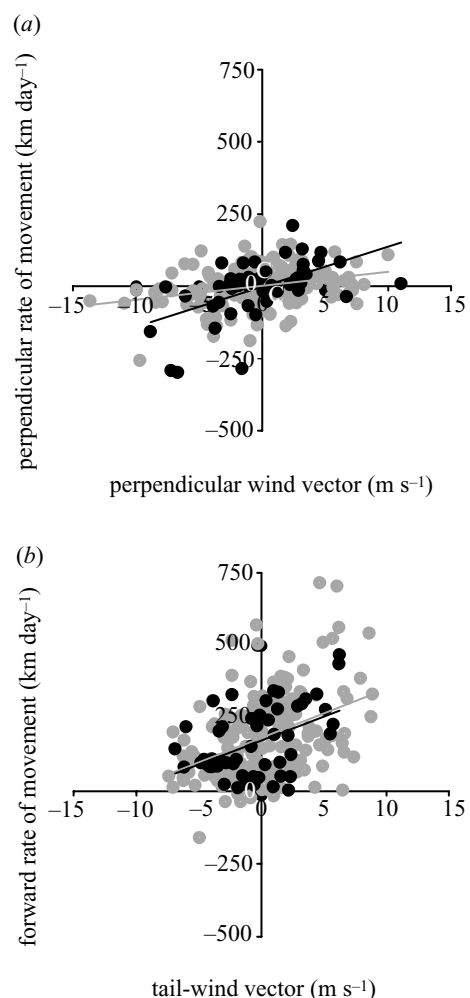 (a)
perpendicular rate of movement (km day⁻¹)
750
500
250
0
−15 −10 −5 0 5 10 15
−250
−500
perpendicular wind vector (m s⁻¹)
(b)
forward rate of movement (km day⁻¹)
750
500
250
0
−15 −10 −5 0 5 10 15
−250
−500
tail-wind vector (m s⁻¹)